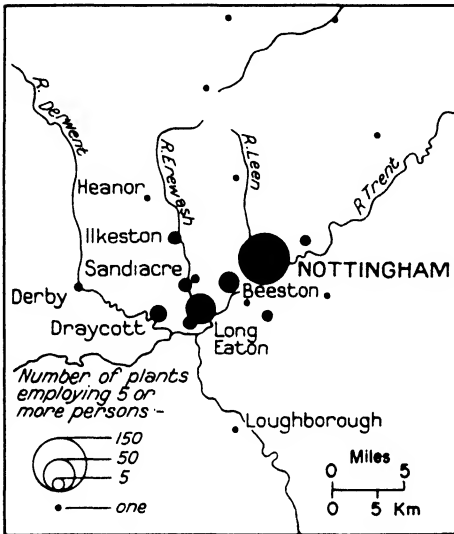 R. Derwent
R. Erewash
R. Leen
R. Trent
Heanor
Ilkeston
Sandiacre
NOTTINGHAM
Derby
Beeston
Draycott
Long
Eaton
Number of plants
employing 5 or
more persons :-
150
50
5
one
Loughborough
Miles
0 5
0 5 Km